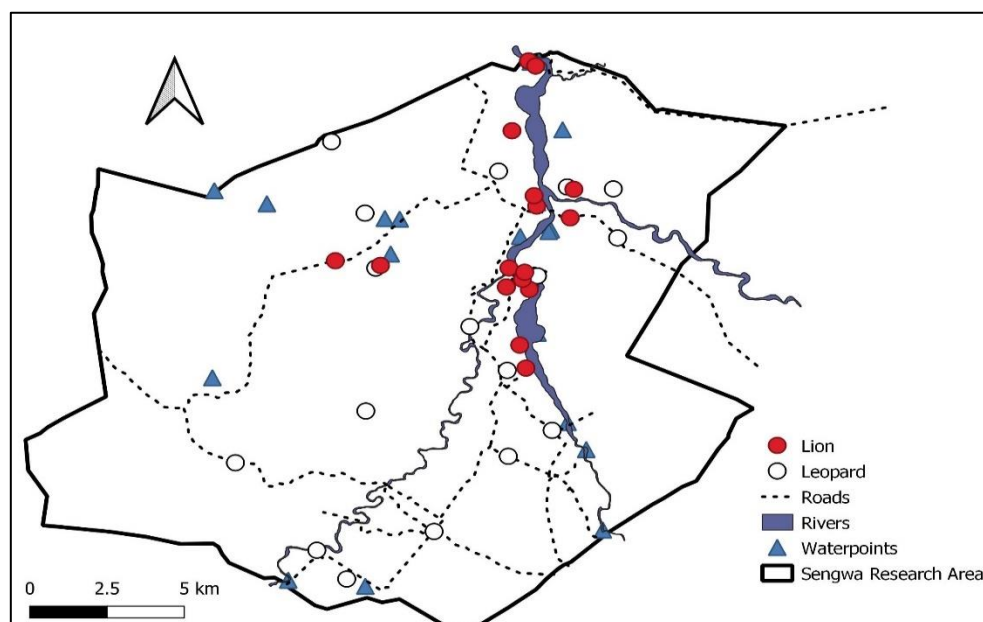 Lion
Leopard
Roads
Rivers
Waterpoints
Sengwa Research Area
0 2.5 5 km